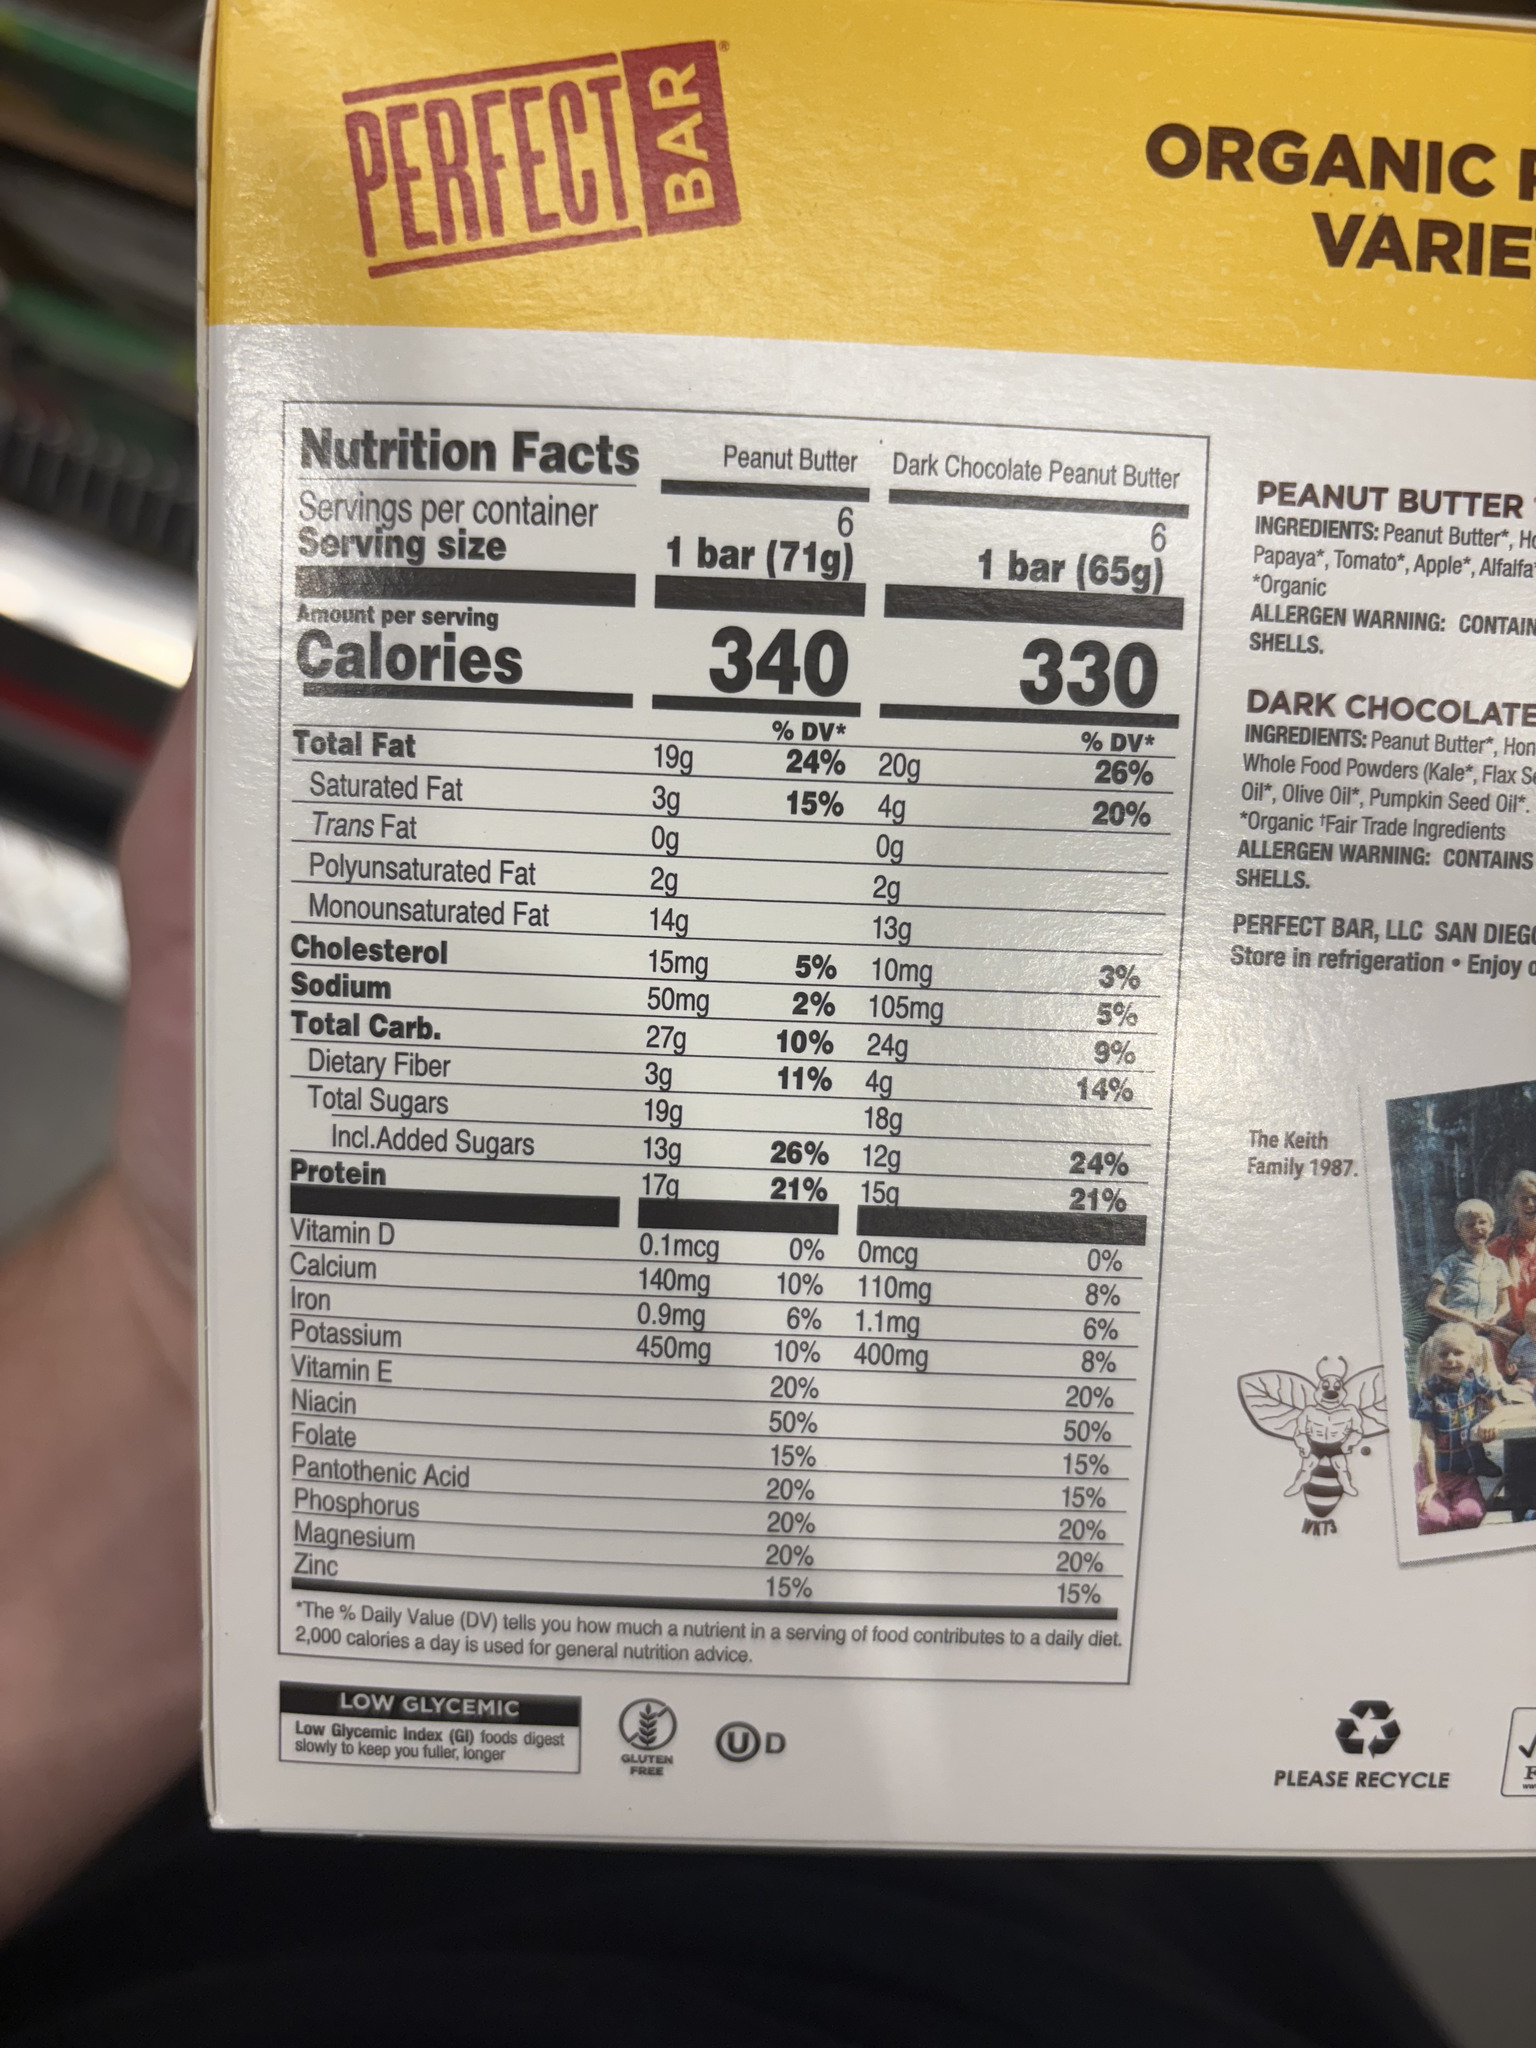 PERFECT BAR®
ORGANIC
VARIE
Nutrition Facts Peanut Butter Dark Chocolate Peanut Butter
Servings per container 6 6
Serving size 1 bar (71g) 1 bar (65g)
Amount per serving
Calories 340 330
% DV* % DV*
Total Fat 19g 24% 20g 26%
Saturated Fat 3g 15% 4g 20%
Trans Fat 0g 0g
Polyunsaturated Fat 2g 2g
Monounsaturated Fat 14g 13g
Cholesterol 15mg 5% 10mg 3%
Sodium 50mg 2% 105mg 5%
Total Carb. 27g 10% 24g 9%
Dietary Fiber 3g 11% 4g 14%
Total Sugars 19g 18g
Incl.Added Sugars 13g 26% 12g 24%
Protein 17g 21% 15g 21%
Vitamin D 0.1mcg 0% 0mcg 0%
Calcium 140mg 10% 110mg 8%
Iron 0.9mg 6% 1.1mg 6%
Potassium 450mg 10% 400mg 8%
Vitamin E 20% 20%
Niacin 50% 50%
Folate 15% 15%
Pantothenic Acid 20% 15%
Phosphorus 20% 20%
Magnesium 20% 20%
Zinc 15% 15%
*The % Daily Value (DV) tells you how much a nutrient in a serving of food contributes to a daily diet.
2,000 calories a day is used for general nutrition advice.
LOW GLYCEMIC
Low Glycemic Index (GI) foods digest
slowly to keep you fuller, longer
GLUTEN
FREE
U D
PEANUT BUTTER
INGREDIENTS: Peanut Butter*, Ho
Papaya*, Tomato*, Apple*, Alfalfa*
*Organic
ALLERGEN WARNING: CONTAIN
SHELLS.
DARK CHOCOLATE
INGREDIENTS: Peanut Butter*, Hon
Whole Food Powders (Kale*, Flax Se
Oil*, Olive Oil*, Pumpkin Seed Oil*.
*Organic †Fair Trade Ingredients
ALLERGEN WARNING: CONTAINS
SHELLS.
PERFECT BAR, LLC SAN DIEGO
Store in refrigeration • Enjoy
The Keith
Family 1987.
WKT3
PLEASE RECYCLE